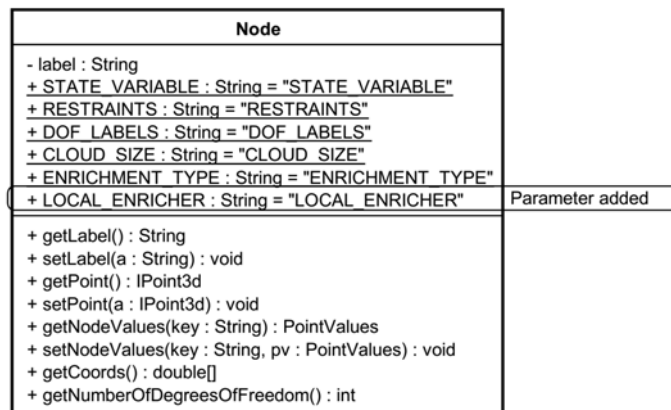 Node
- label : String
+ STATE_VARIABLE : String = "STATE_VARIABLE"
+ RESTRAINTS : String = "RESTRAINTS"
+ DOF_LABELS : String = "DOF_LABELS"
+ CLOUD_SIZE : String = "CLOUD_SIZE"
+ ENRICHMENT_TYPE : String = "ENRICHMENT_TYPE"
+ LOCAL_ENRICHER : String = "LOCAL_ENRICHER" Parameter added
+ getLabel() : String
+ setLabel(a : String) : void
+ getPoint() : IPoint3d
+ setPoint(a : IPoint3d) : void
+ getNodeValues(key : String) : PointValues
+ setNodeValues(key : String, pv : PointValues) : void
+ getCoords() : double[]
+ getNumberOfDegreesOfFreedom() : int